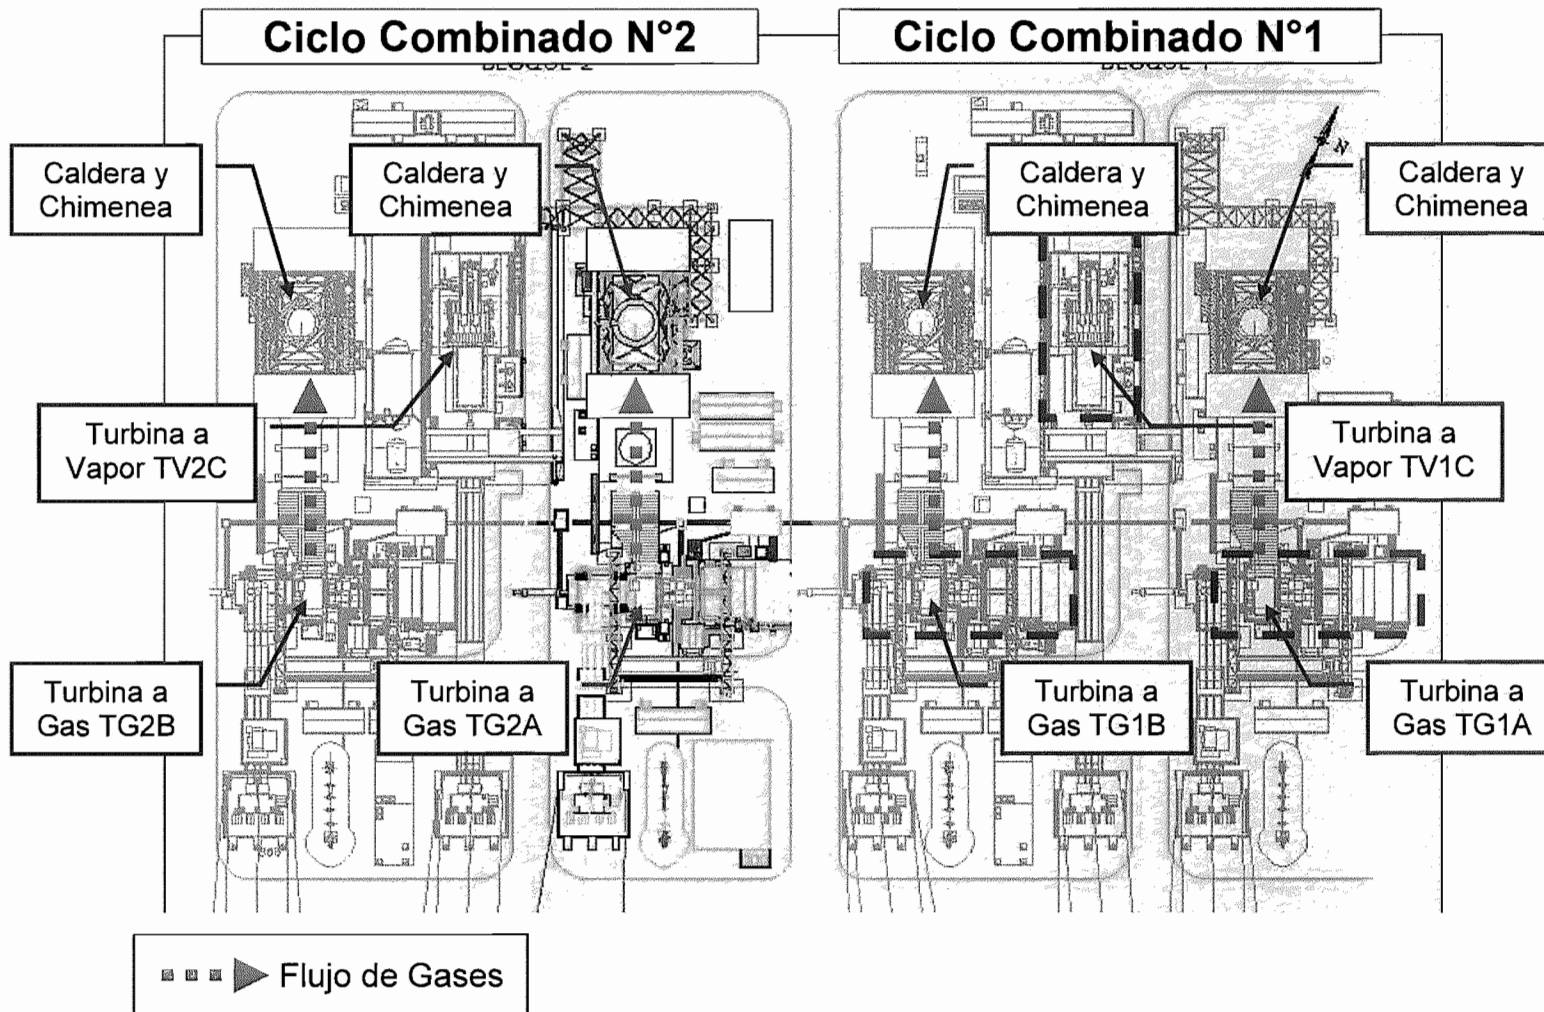 Ciclo Combinado N°2
Ciclo Combinado N°1
Caldera y
Chimenea
Caldera y
Chimenea
Caldera y
Chimenea
Caldera y
Chimenea
N
Turbina a
Vapor TV2C
Turbina a
Vapor TV1C
Turbina a
Gas TG2B
Turbina a
Gas TG2A
Turbina a
Gas TG1B
Turbina a
Gas TG1A
Flujo de Gases